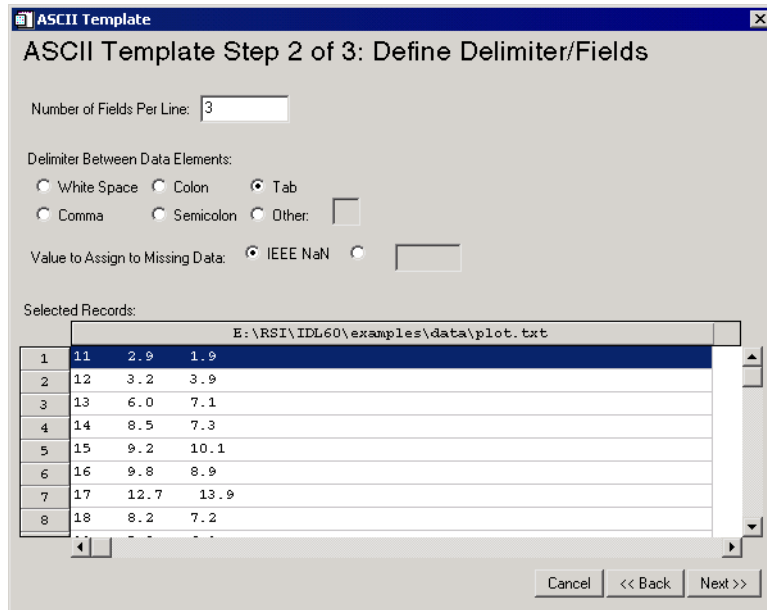 ASCII Template
ASCII Template Step 2 of 3: Define Delimiter/Fields
Number of Fields Per Line: 3
Delimiter Between Data Elements:
White Space Colon Tab
Comma Semicolon Other:
Value to Assign to Missing Data: IEEE NaN
Selected Records:
E:\RSI\IDL60\examples\data\plot.txt
1 11 2.9 1.9
2 12 3.2 3.9
3 13 6.0 7.1
4 14 8.5 7.3
5 15 9.2 10.1
6 16 9.8 8.9
7 17 12.7 13.9
8 18 8.2 7.2
Cancel << Back Next >>